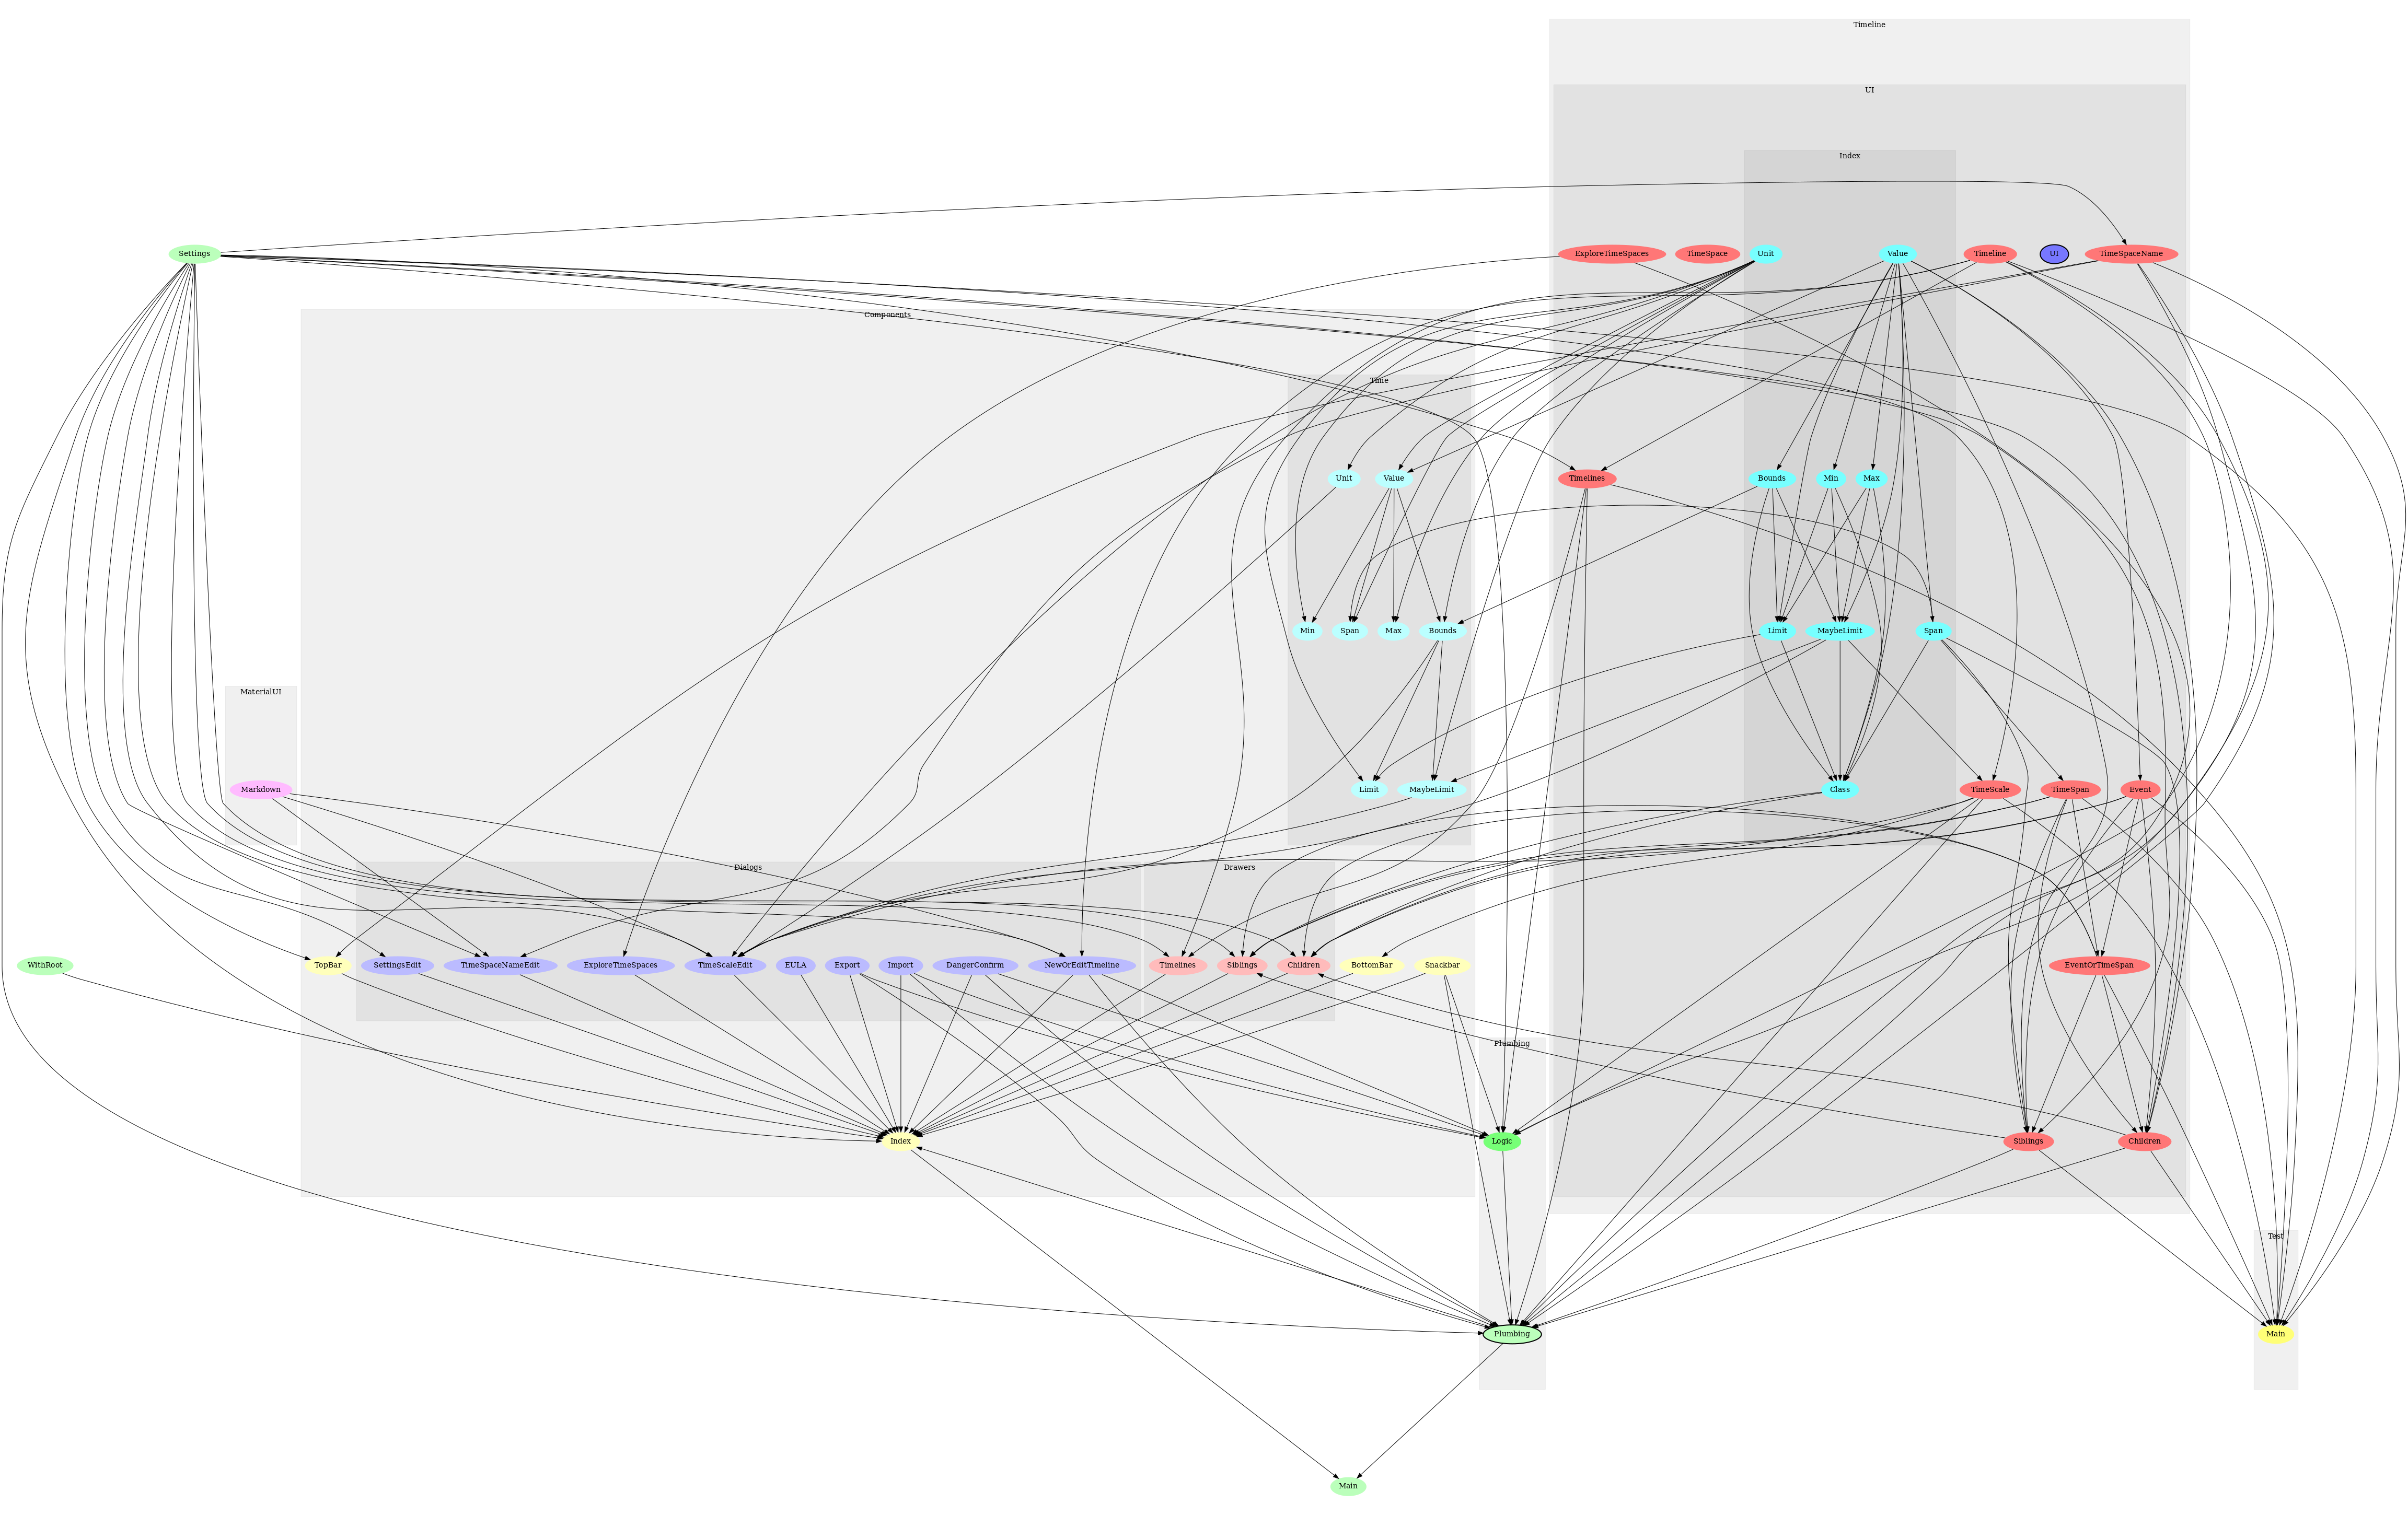 Timeline
UI
Index
Settings
ExploreTimeSpaces
TimeSpace
Unit
Value
Timeline
UI
TimeSpaceName
Components
Time
Unit
Value
Timelines
Bounds
Min
Max
Min
Span
Max
Bounds
Limit
MaybeLimit
Span
MaterialUI
Markdown
Limit
MaybeLimit
Class
TimeScale
TimeSpan
Event
Dialogs
Drawers
WithRoot
TopBar
SettingsEdit
TimeSpaceNameEdit
ExploreTimeSpaces
TimeScaleEdit
EULA
Export
Import
DangerConfirm
NewOrEditTimeline
Timelines
Siblings
Children
BottomBar
Snackbar
EventOrTimeSpan
Plumbing
Index
Logic
Siblings
Children
Test
Plumbing
Main
Main